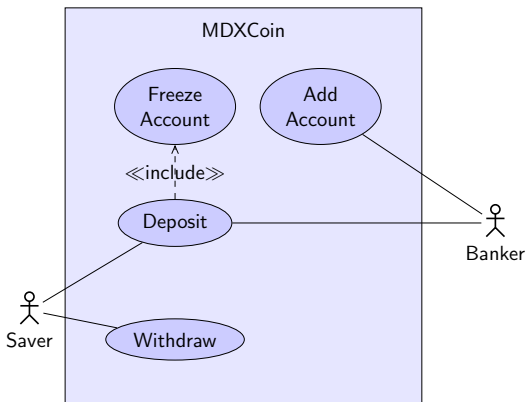 MDXCoin
Freeze
Account
Add
Account
≪include≫
Deposit
Banker
Saver
Withdraw